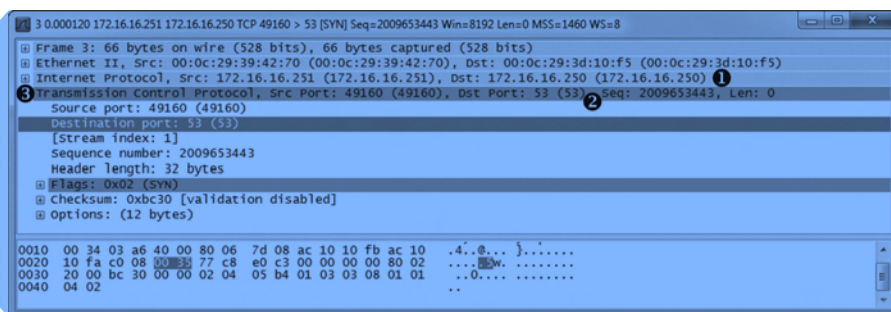 3 0.000120 172.16.16.251 172.16.16.250 TCP 49160 > 53 [SYN] Seq=2009653443 Win=8192 Len=0 MSS=1460 WS=8
Frame 3: 66 bytes on wire (528 bits), 66 bytes captured (528 bits)
Ethernet II, Src: 00:0c:29:39:42:70 (00:0c:29:39:42:70), Dst: 00:0c:29:3d:10:f5 (00:0c:29:3d:10:f5)
Internet Protocol, Src: 172.16.16.251 (172.16.16.251), Dst: 172.16.16.250 (172.16.16.250) ❶
❸ Transmission Control Protocol, Src Port: 49160 (49160), Dst Port: 53 (53) ❷ Seq: 2009653443, Len: 0
Source port: 49160 (49160)
Destination port: 53 (53)
[Stream index: 1]
Sequence number: 2009653443
Header length: 32 bytes
Flags: 0x02 (SYN)
Checksum: 0xbc30 [validation disabled]
Options: (12 bytes)
0010 00 34 03 a6 40 00 80 06 7d 08 ac 10 10 fb ac 10 .4..@... }.......
0020 10 fa c0 08 00 35 77 c8 e0 c3 00 00 00 00 80 02 .....5w. ........
0030 20 00 bc 30 00 00 02 04 05 b4 01 03 03 08 01 01 ..0.... ........
0040 04 02 ..